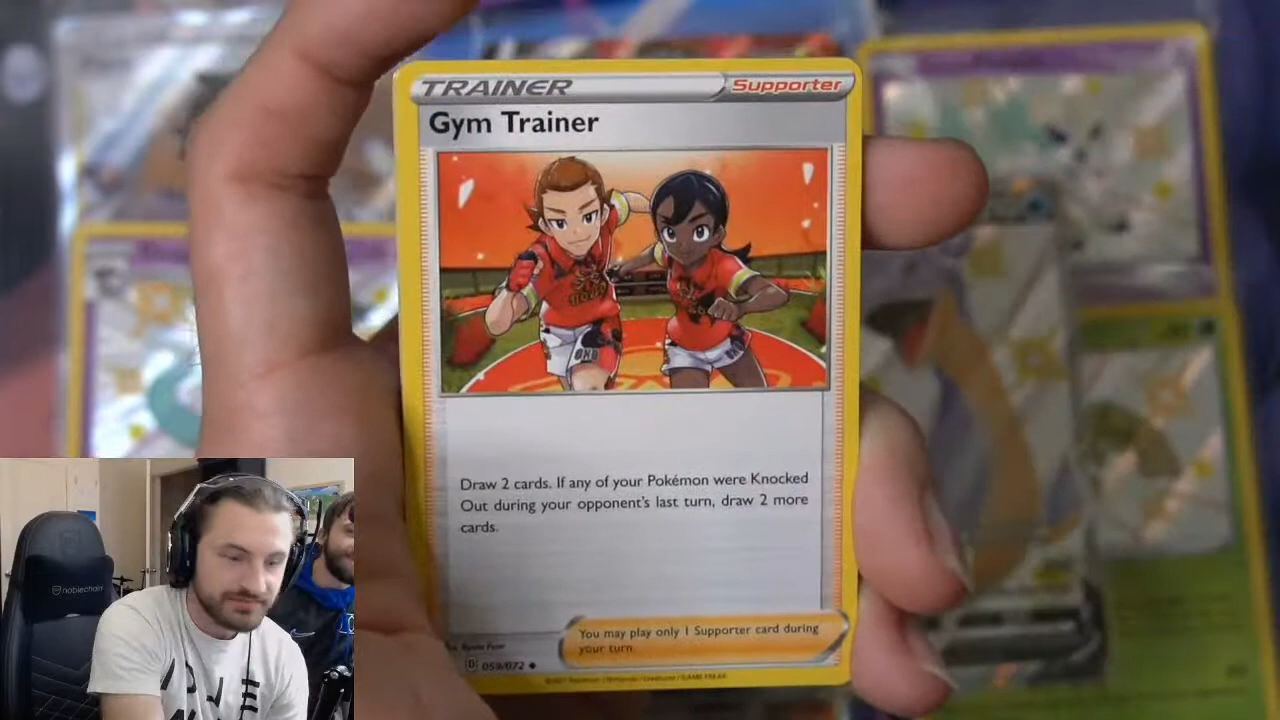 TRAINER Supporter
Gym Trainer
Draw 2 cards. If any of your Pokémon were Knocked
Out during your opponent's last turn, draw 2 more
cards.
You may play only 1 Supporter card during
your turn.
D 059/072
noblechairs